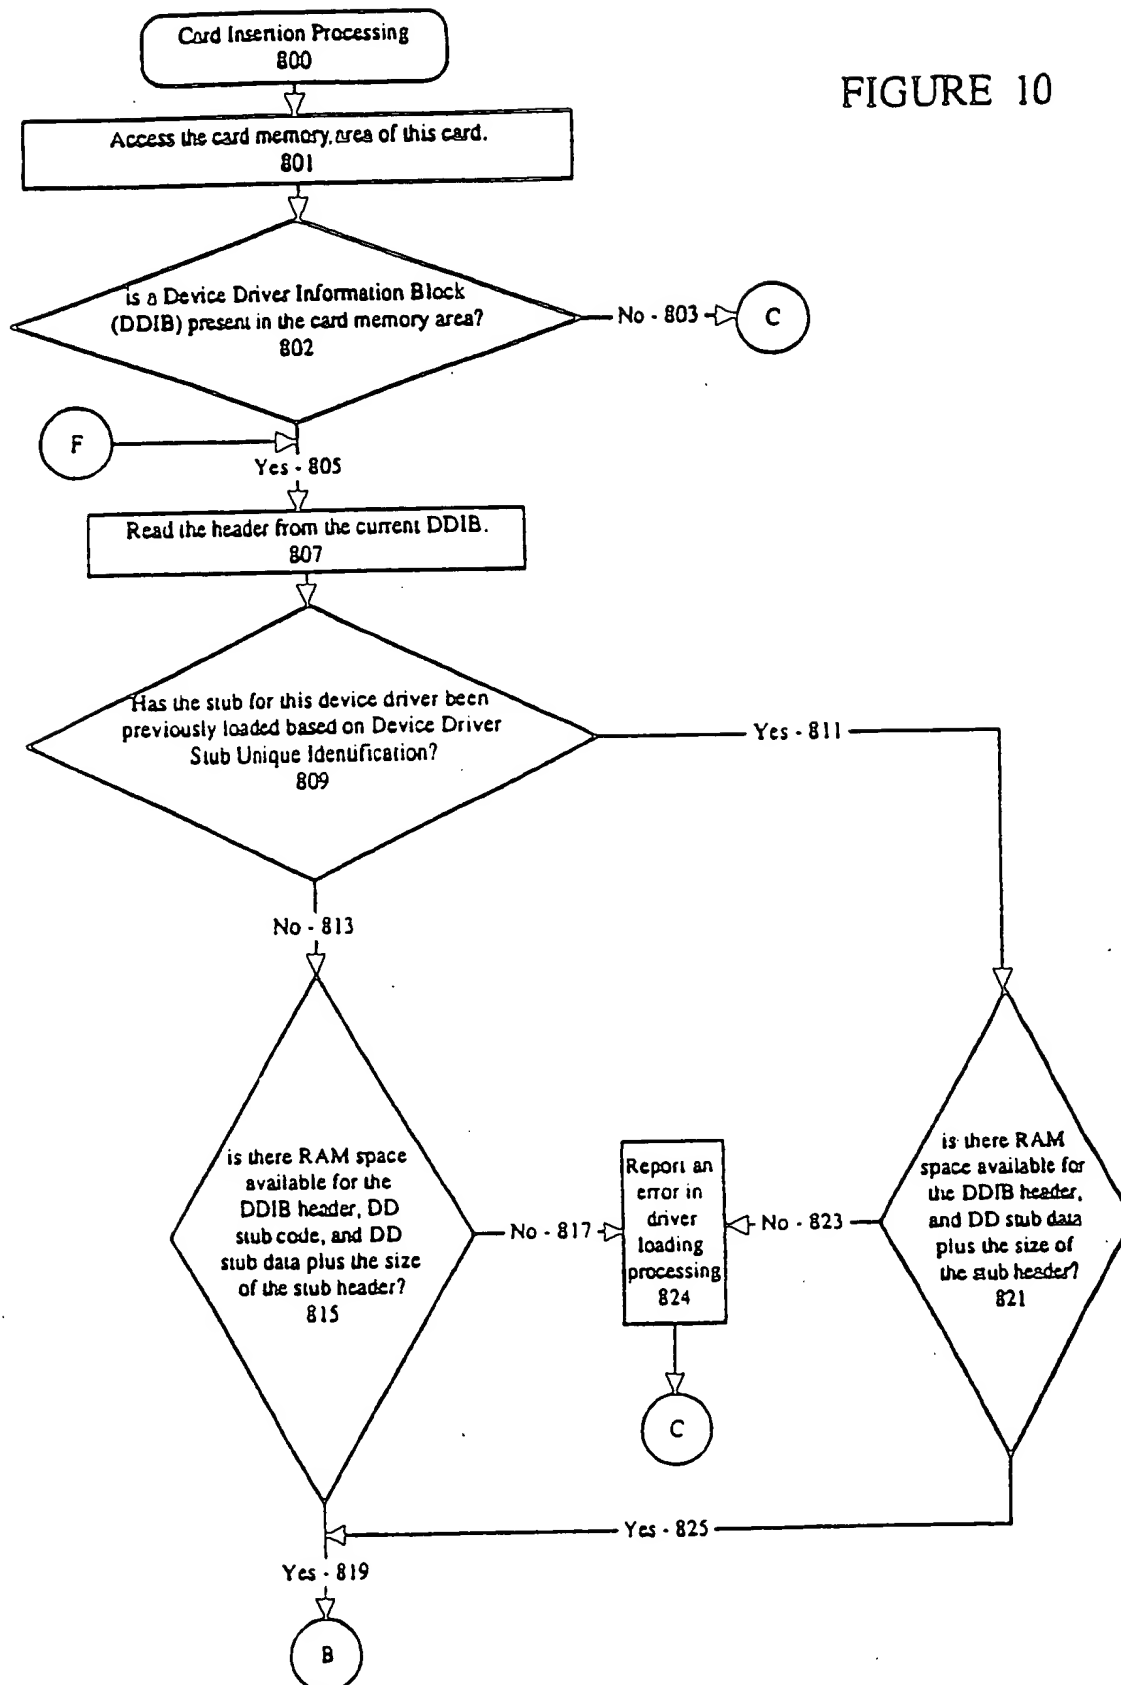 Card Insertion Processing
800
FIGURE 10
Access the card memory area of this card.
801
is a Device Driver Information Block
(DDIB) present in the card memory area?
802
No - 803
C
F
Yes - 805
Read the header from the current DDIB.
807
Has the stub for this device driver been
previously loaded based on Device Driver
Stub Unique Identification?
809
Yes - 811
No - 813
is there RAM space
available for the
DDIB header, DD
stub code, and DD
stub data plus the size
of the stub header?
815
No - 817
Report an
error in
driver
loading
processing
824
No - 823
is there RAM
space available for
the DDIB header,
and DD stub data
plus the size of
the stub header?
821
C
Yes - 825
Yes - 819
B